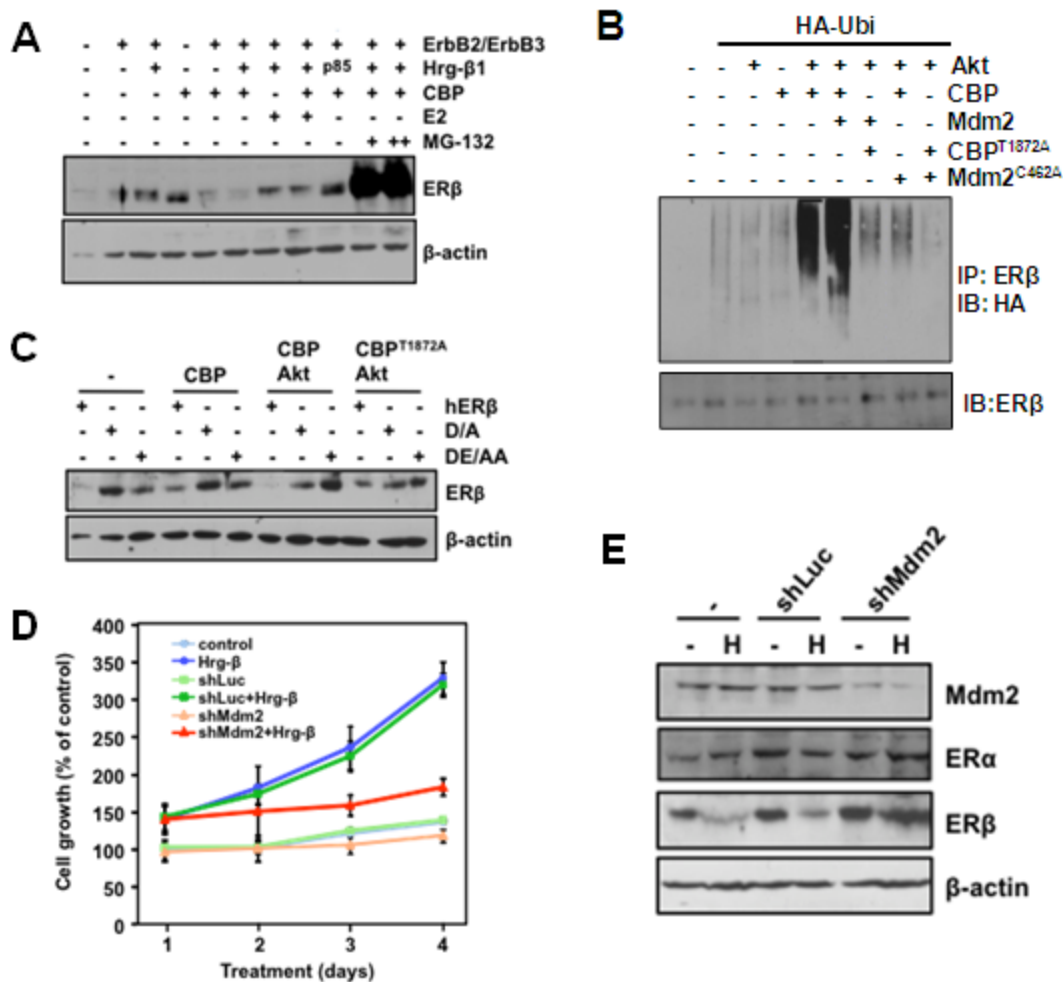 A
- + + - + + + + + + + ErbB2/ErbB3
- - + - - + + + p85 + + Hrg-β1
- - - + + + + + + + + CBP
- - - - - - + + - - - E2
- - - - - - - - - + ++ MG-132
ERβ
β-actin
B
HA-Ubi
- - + - + + + + + Akt
- - - + + + - + - CBP
- - - - - + + - - Mdm2
- - - - - - + - + CBPT1872A
- - - - - - - + + Mdm2C462A
IP: ERβ
IB: HA
IB:ERβ
C
- CBP CBP Akt CBPT1872A Akt
+ - - + - - + - - + - - hERβ
- + - - + - - + - - + - D/A
- - + - - + - - + - - + DE/AA
ERβ
β-actin
D
400
350
300
250
200
150
100
50
0
control
Hrg-β
shLuc
shLuc+Hrg-β
shMdm2
shMdm2+Hrg-β
Cell growth (% of control)
1 2 3 4
Treatment (days)
E
- shLuc shMdm2
- H - H - H
Mdm2
ERα
ERβ
β-actin